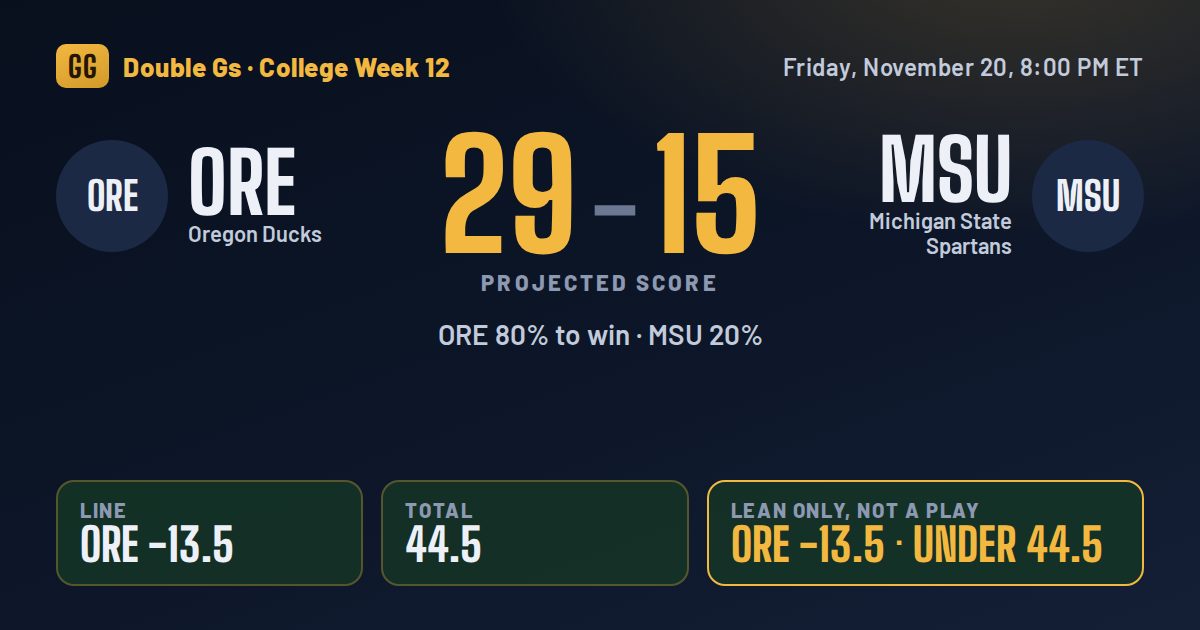 GG
Double Gs · College Week 12
Friday, November 20, 8:00 PM ET
ORE
ORE
Oregon Ducks
29 – 15
PROJECTED SCORE
ORE 80% to win · MSU 20%
MSU
Michigan State
Spartans
MSU
LINE
ORE −13.5
TOTAL
44.5
LEAN ONLY, NOT A PLAY
ORE −13.5 · UNDER 44.5